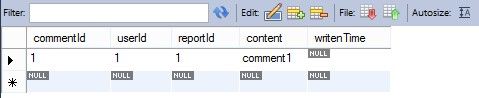 Filter: Edit: File: Autosize:
commentId userId reportId content writenTime
1 1 1 comment1 NULL
NULL NULL NULL NULL NULL